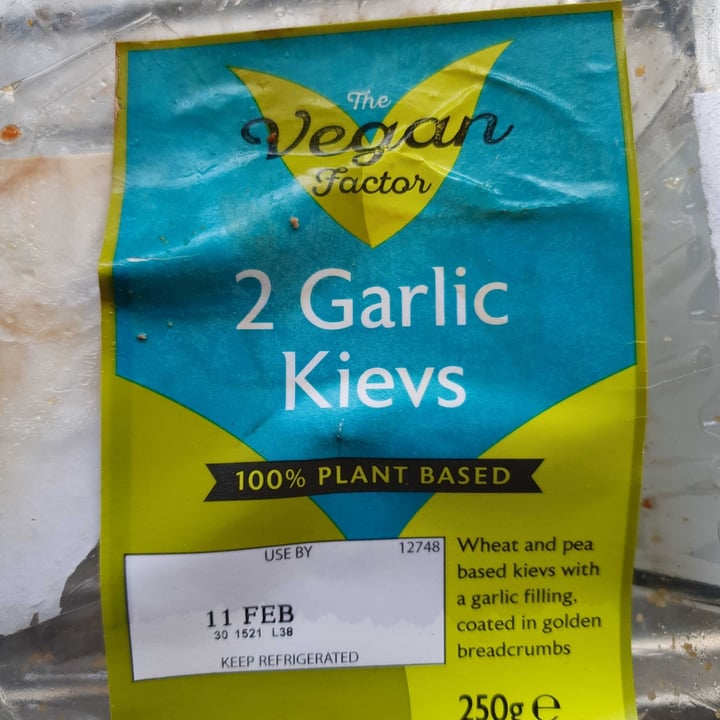 The
Vegan
Factor
2 Garlic
Kievs
100% PLANT BASED
USE BY 12748
11 FEB
30 1521 L38
KEEP REFRIGERATED
Wheat and pea
based kievs with
a garlic filling,
coated in golden
breadcrumbs
250g ℮